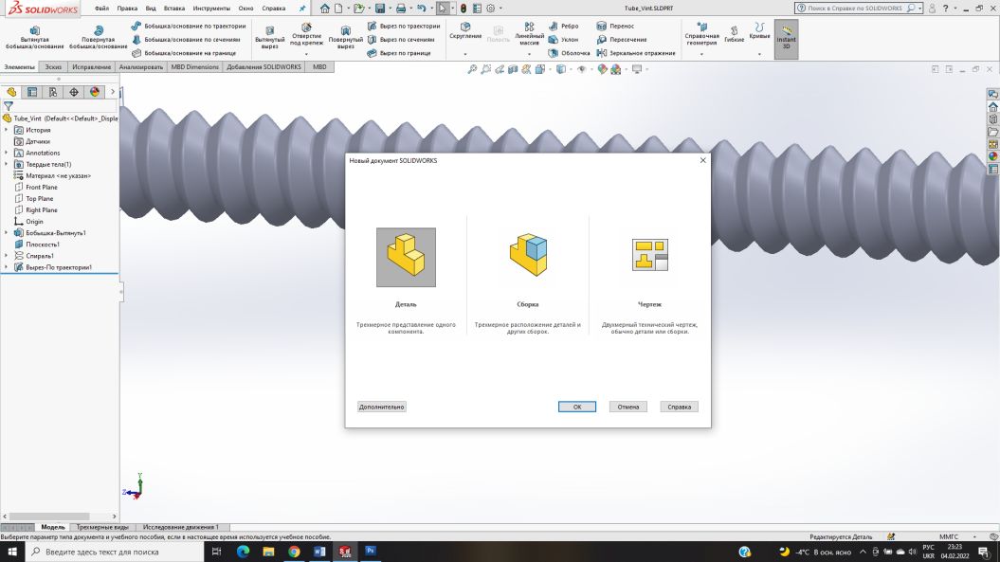 SOLIDWORKS
Файл Правка Вид Вставка Инструменты Окно Справка
Tube_Vint.SLDPRT
Поиск в Справке по SOLIDWORKS
Вытянутая бобышка/основание
Повернутая бобышка/основание
Бобышка/основание по траектории
Бобышка/основание по сечениям
Бобышка/основание на границе
Вытянутый вырез
Отверстие под крепеж
Повернутый вырез
Вырез по траектории
Вырез по сечениям
Вырез по границе
Скругление
Полость
Линейный массив
Ребро
Уклон
Оболочка
Перенос
Пересечение
Зеркальное отражение
Справочная геометрия
Гибкие
Кривые
Instant 3D
Элементы Эскиз Исправление Анализировать MBD Dimensions Добавления SOLIDWORKS MBD
Tube_Vint (Default<<Default>_Displa
История
Датчики
Annotations
Твердые тела(1)
Материал <не указан>
Front Plane
Top Plane
Right Plane
Origin
Бобышка-Вытянуть1
Плоскость1
Спираль1
Вырез-По траектории1
Новый документ SOLIDWORKS
Деталь
Трехмерное представление одного
компонента.
Сборка
Трехмерное расположение деталей и
других сборок.
Чертеж
Двухмерный технический чертеж,
обычно детали или сборки.
Дополнительно
ОК
Отмена
Справка
Y
Z
Модель Трехмерные виды Исследование движения 1
Выберите параметр типа документа и учебного пособия, если в настоящее время используется учебное пособие.
Редактируется Деталь
ММГС
Введите здесь текст для поиска
-4°C В осн. ясно
РУС
UKR
23:23
04.02.2022